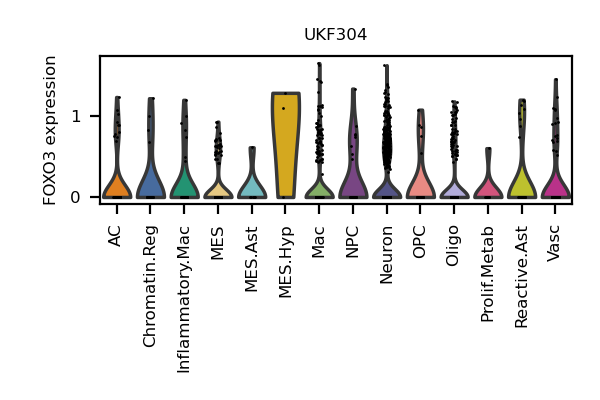 UKF304
FOXO3 expression
1
0
AC
Chromatin.Reg
Inflammatory.Mac
MES
MES.Ast
MES.Hyp
Mac
NPC
Neuron
OPC
Oligo
Prolif.Metab
Reactive.Ast
Vasc